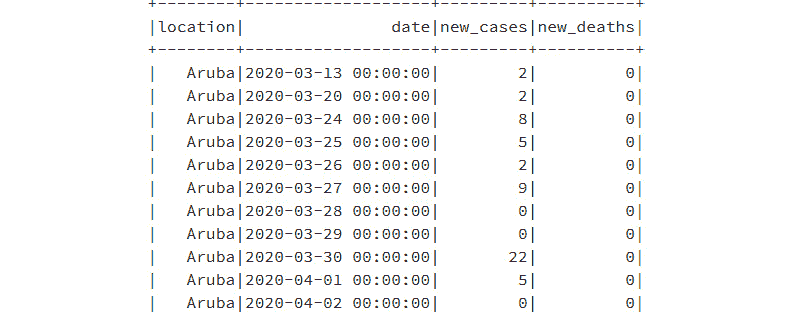 +--------+-------------------+---------+----------+
|location|               date|new_cases|new_deaths|
+--------+-------------------+---------+----------+
|   Aruba|2020-03-13 00:00:00|        2|         0|
|   Aruba|2020-03-20 00:00:00|        2|         0|
|   Aruba|2020-03-24 00:00:00|        8|         0|
|   Aruba|2020-03-25 00:00:00|        5|         0|
|   Aruba|2020-03-26 00:00:00|        2|         0|
|   Aruba|2020-03-27 00:00:00|        9|         0|
|   Aruba|2020-03-28 00:00:00|        0|         0|
|   Aruba|2020-03-29 00:00:00|        0|         0|
|   Aruba|2020-03-30 00:00:00|       22|         0|
|   Aruba|2020-04-01 00:00:00|        5|         0|
|   Aruba|2020-04-02 00:00:00|        0|         0|